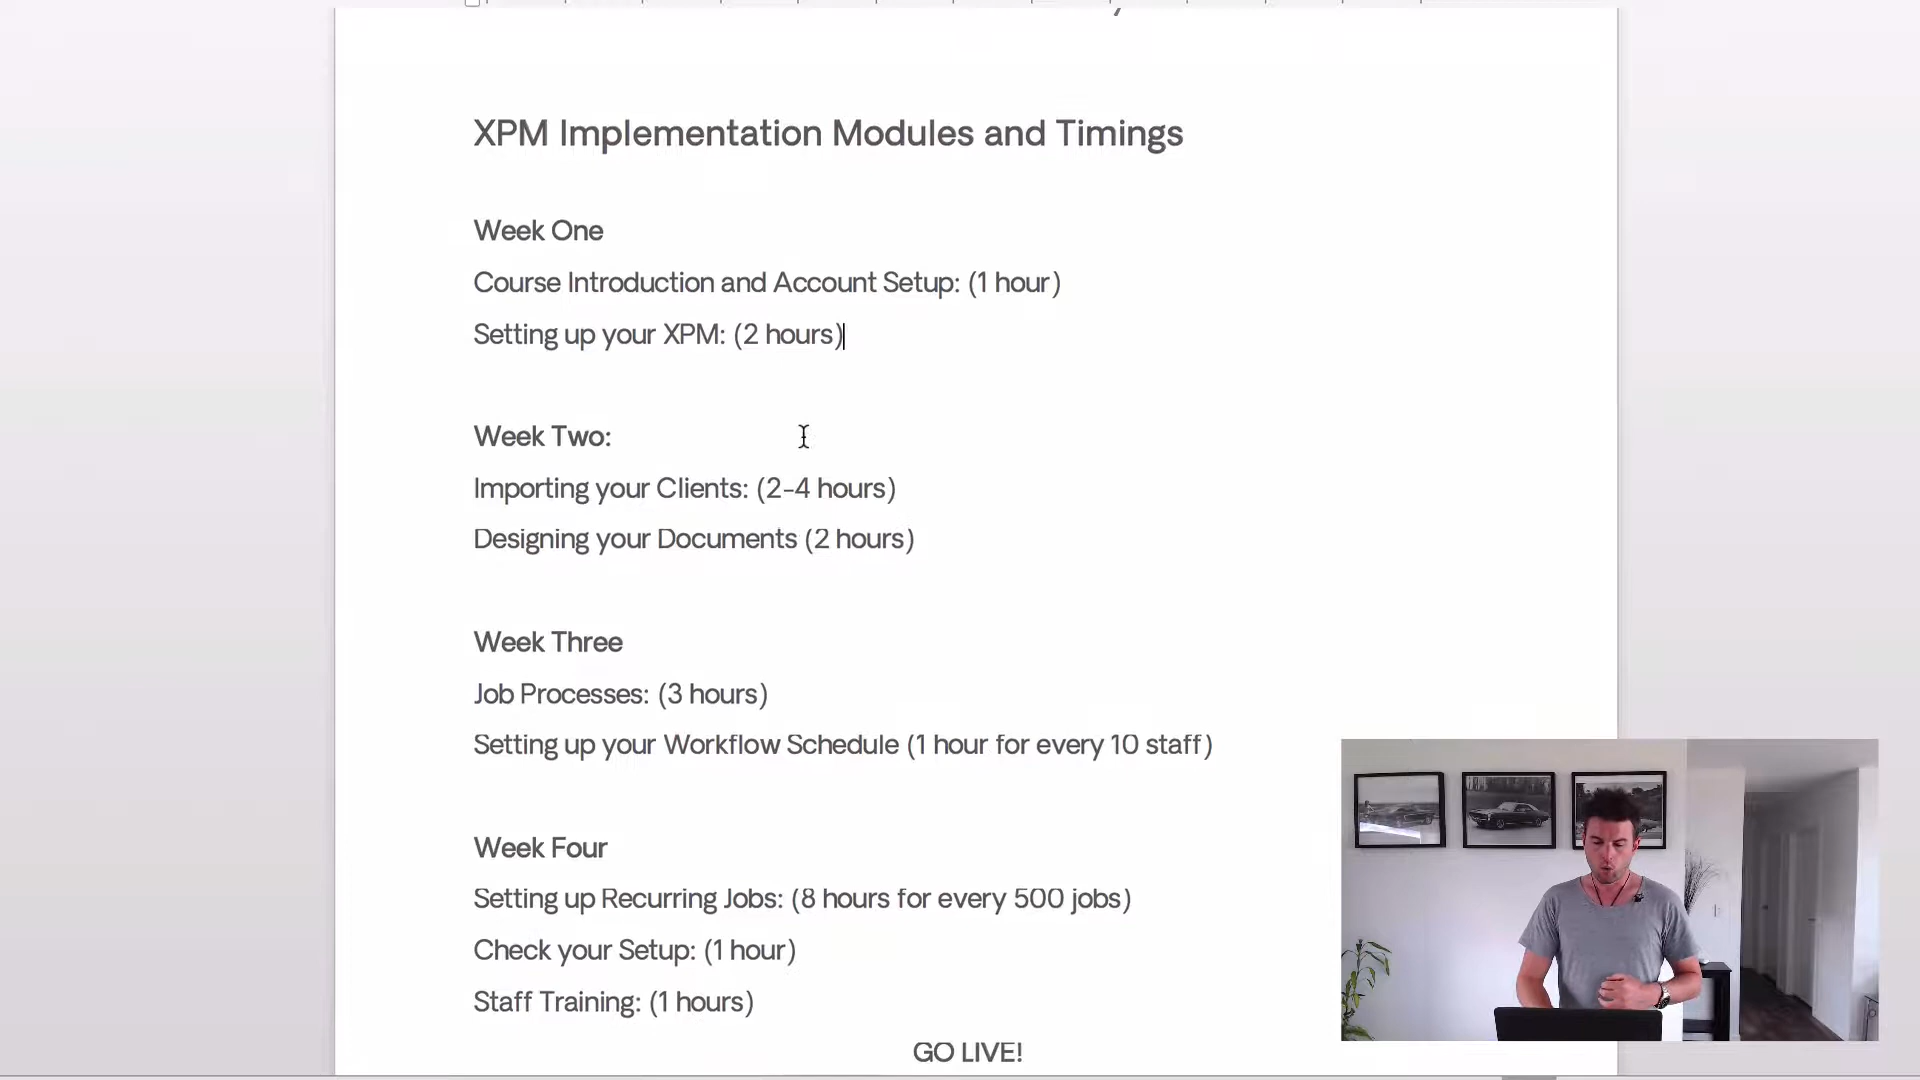 XPM Implementation Modules and Timings
Week One
Course Introduction and Account Setup: (1 hour)
Setting up your XPM: (2 hours)
Week Two:
Importing your Clients: (2-4 hours)
Designing your Documents (2 hours)
Week Three
Job Processes: (3 hours)
Setting up your Workflow Schedule (1 hour for every 10 staff)
Week Four
Setting up Recurring Jobs: (8 hours for every 500 jobs)
Check your Setup: (1 hour)
Staff Training: (1 hours)
GO LIVE!